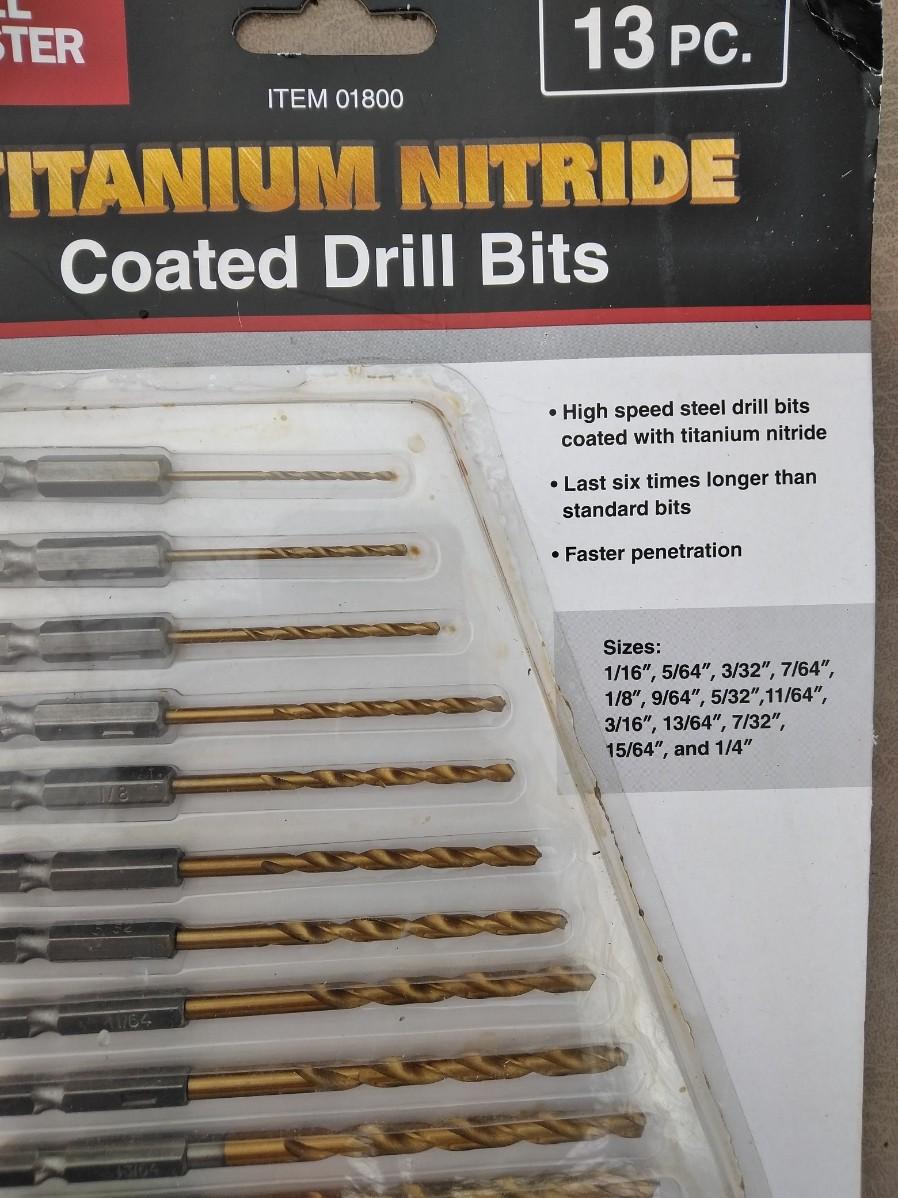 STER
13 PC.
ITEM 01800
TITANIUM NITRIDE
Coated Drill Bits
• High speed steel drill bits
coated with titanium nitride
• Last six times longer than
standard bits
• Faster penetration
Sizes:
1/16″, 5/64″, 3/32″, 7/64″,
1/8″, 9/64″, 5/32″,11/64″,
3/16″, 13/64″, 7/32″,
15/64″, and 1/4″
1/8
5/32
11/64
13/64